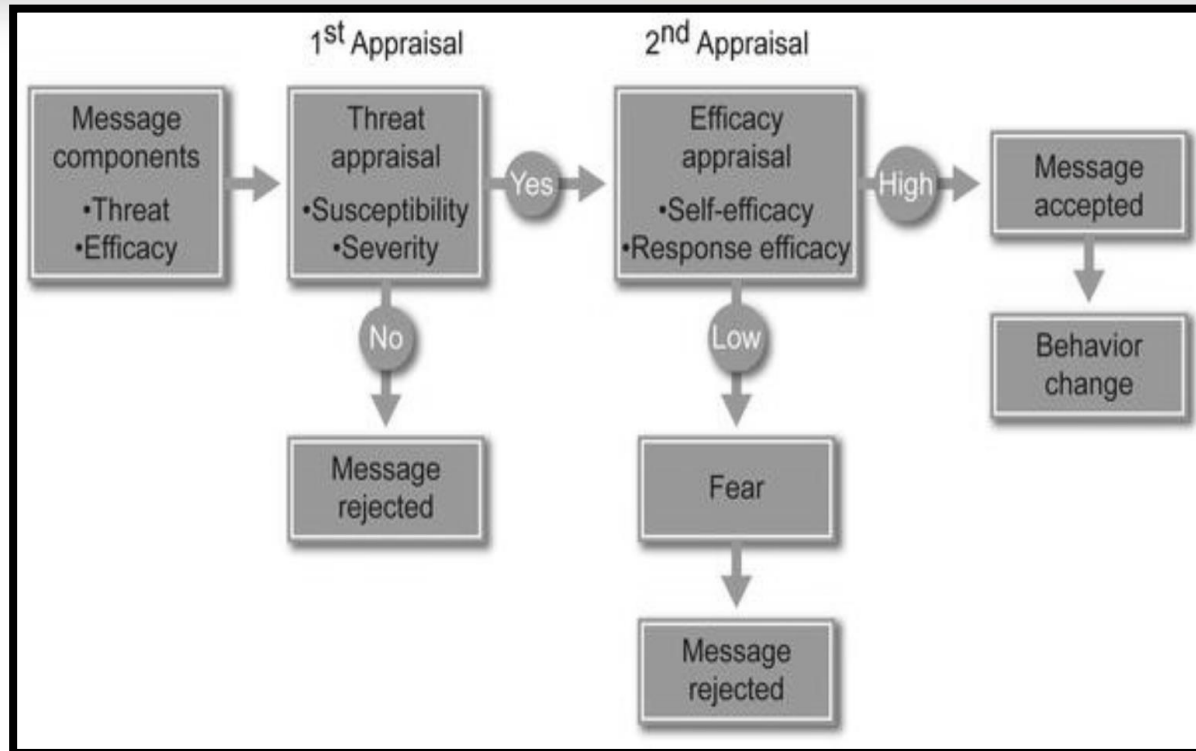 1st Appraisal
2nd Appraisal
Message
components
•Threat
•Efficacy
Threat
appraisal
•Susceptibility
•Severity
Yes
Efficacy
appraisal
•Self-efficacy
•Response efficacy
High
Message
accepted
No
Low
Behavior
change
Message
rejected
Fear
Message
rejected